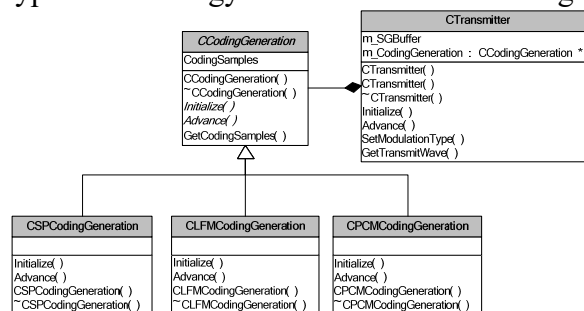 CTransmitter
m_SGBuffer
m_CodingGeneration : CCodingGeneration *
CTransmitter( )
CTransmitter( )
~CTransmitter( )
Initialize( )
Advance( )
SetModulationType( )
GetTransmitWave( )
CCodingGeneration
CodingSamples
CCodingGeneration( )
~CCodingGeneration( )
Initialize( )
Advance( )
GetCodingSamples( )
CSPCodingGeneration
Initialize( )
Advance( )
CSPCodingGeneration( )
~CSPCodingGeneration( )
CLFMCodingGeneration
Initialize( )
Advance( )
CLFMCodingGeneration( )
~CLFMCodingGeneration( )
CPCMCodingGeneration
Initialize( )
Advance( )
CPCMCodingGeneration( )
~CPCMCodingGeneration( )